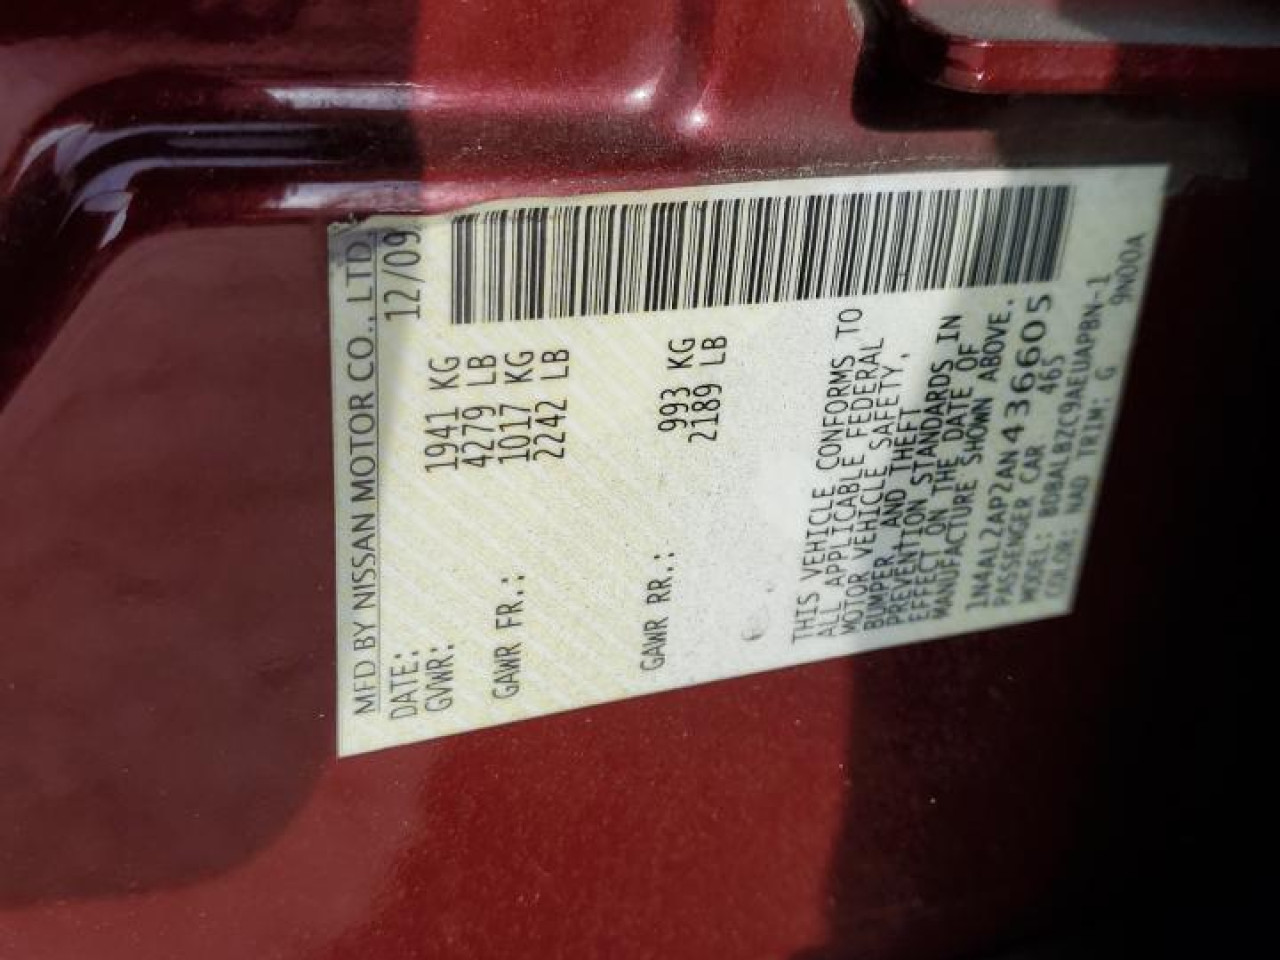 MFD BY NISSAN MOTOR CO., LTD
DATE: 12/09
GVWR: 1941 KG
4279 LB
GAWR FR.: 1017 KG
2242 LB
GAWR RR.: 993 KG
2189 LB
THIS VEHICLE CONFORMS TO
ALL APPLICABLE FEDERAL
MOTOR VEHICLE SAFETY,
BUMPER, AND THEFT
PREVENTION STANDARDS IN
EFFECT ON THE DATE OF
MANUFACTURE SHOWN ABOVE.
1N4AL2AP2AN436605
PASSENGER CAR 465
MODEL: BDBALBZC9AEUAPBN-1
COLOR: NAD TRIM: G 9N00A